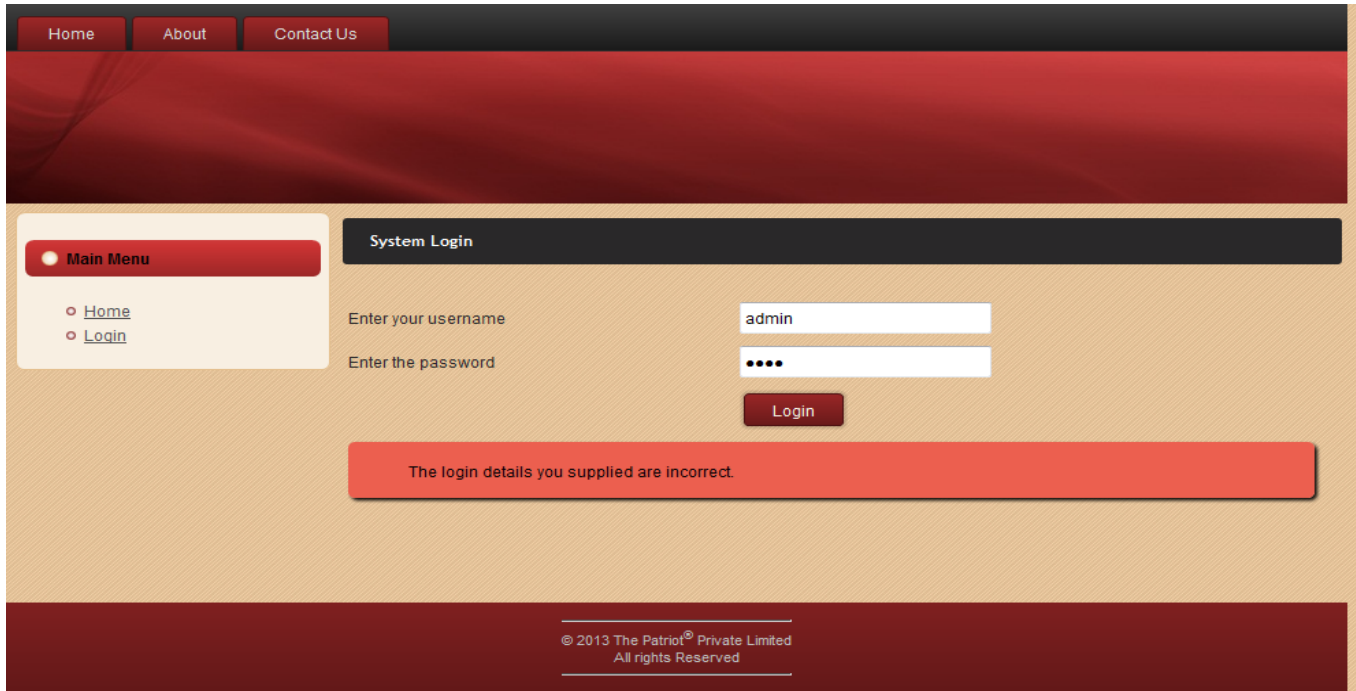 Home About Contact Us
Main Menu
Home
Login
System Login
Enter your username admin
Enter the password ••••
Login
The login details you supplied are incorrect.
© 2013 The Patriot® Private Limited
All rights Reserved